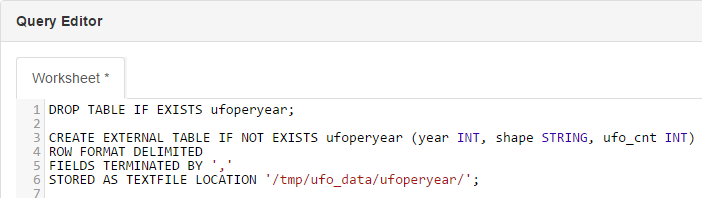 Query Editor
Worksheet *
1 DROP TABLE IF EXISTS ufoperyear;
2
3 CREATE EXTERNAL TABLE IF NOT EXISTS ufoperyear (year INT, shape STRING, ufo_cnt INT)
4 ROW FORMAT DELIMITED
5 FIELDS TERMINATED BY ','
6 STORED AS TEXTFILE LOCATION '/tmp/ufo_data/ufoperyear/';
7